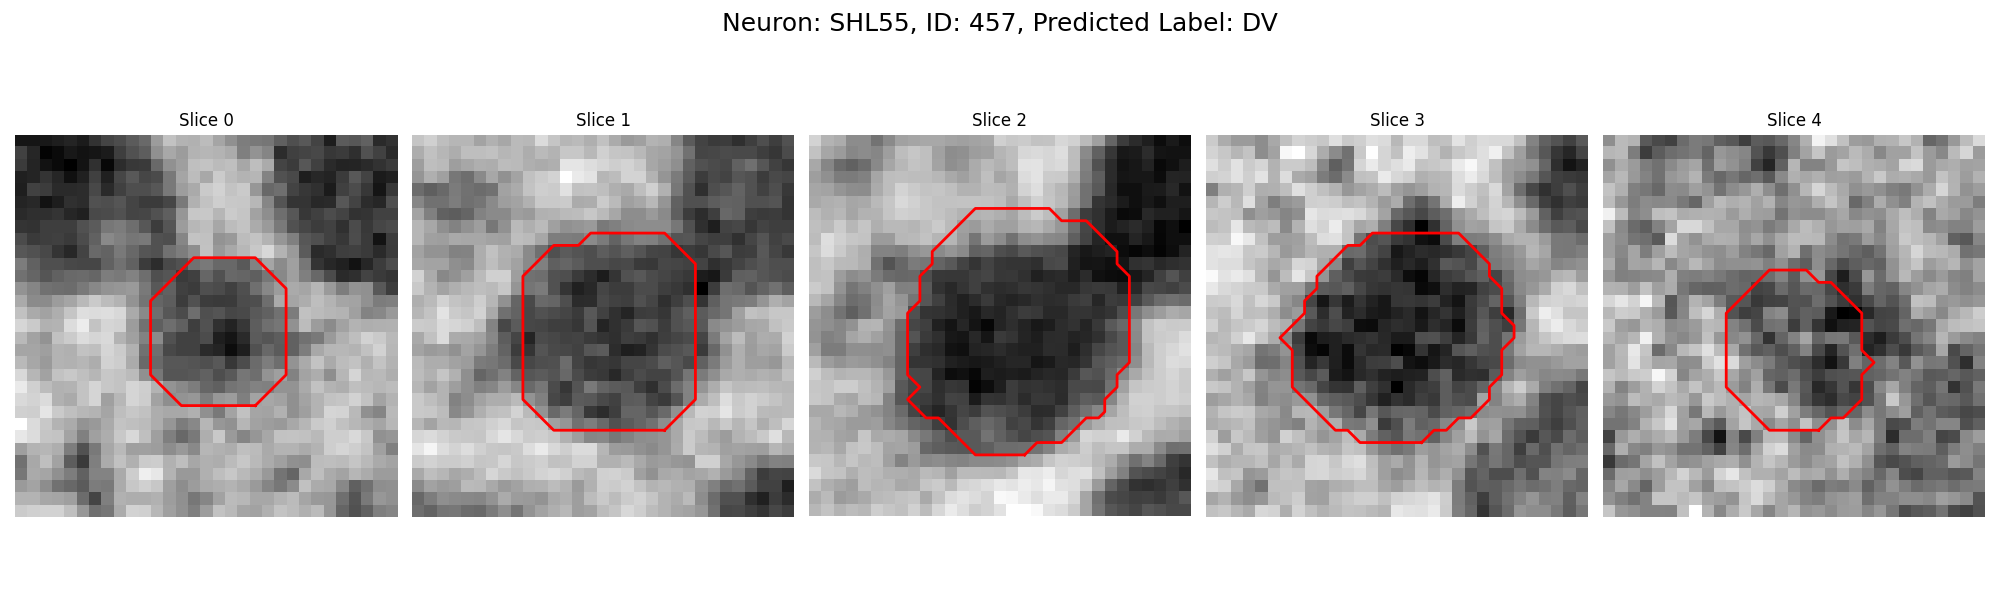 Neuron: SHL55, ID: 457, Predicted Label: DV
Slice 0
Slice 1
Slice 2
Slice 3
Slice 4